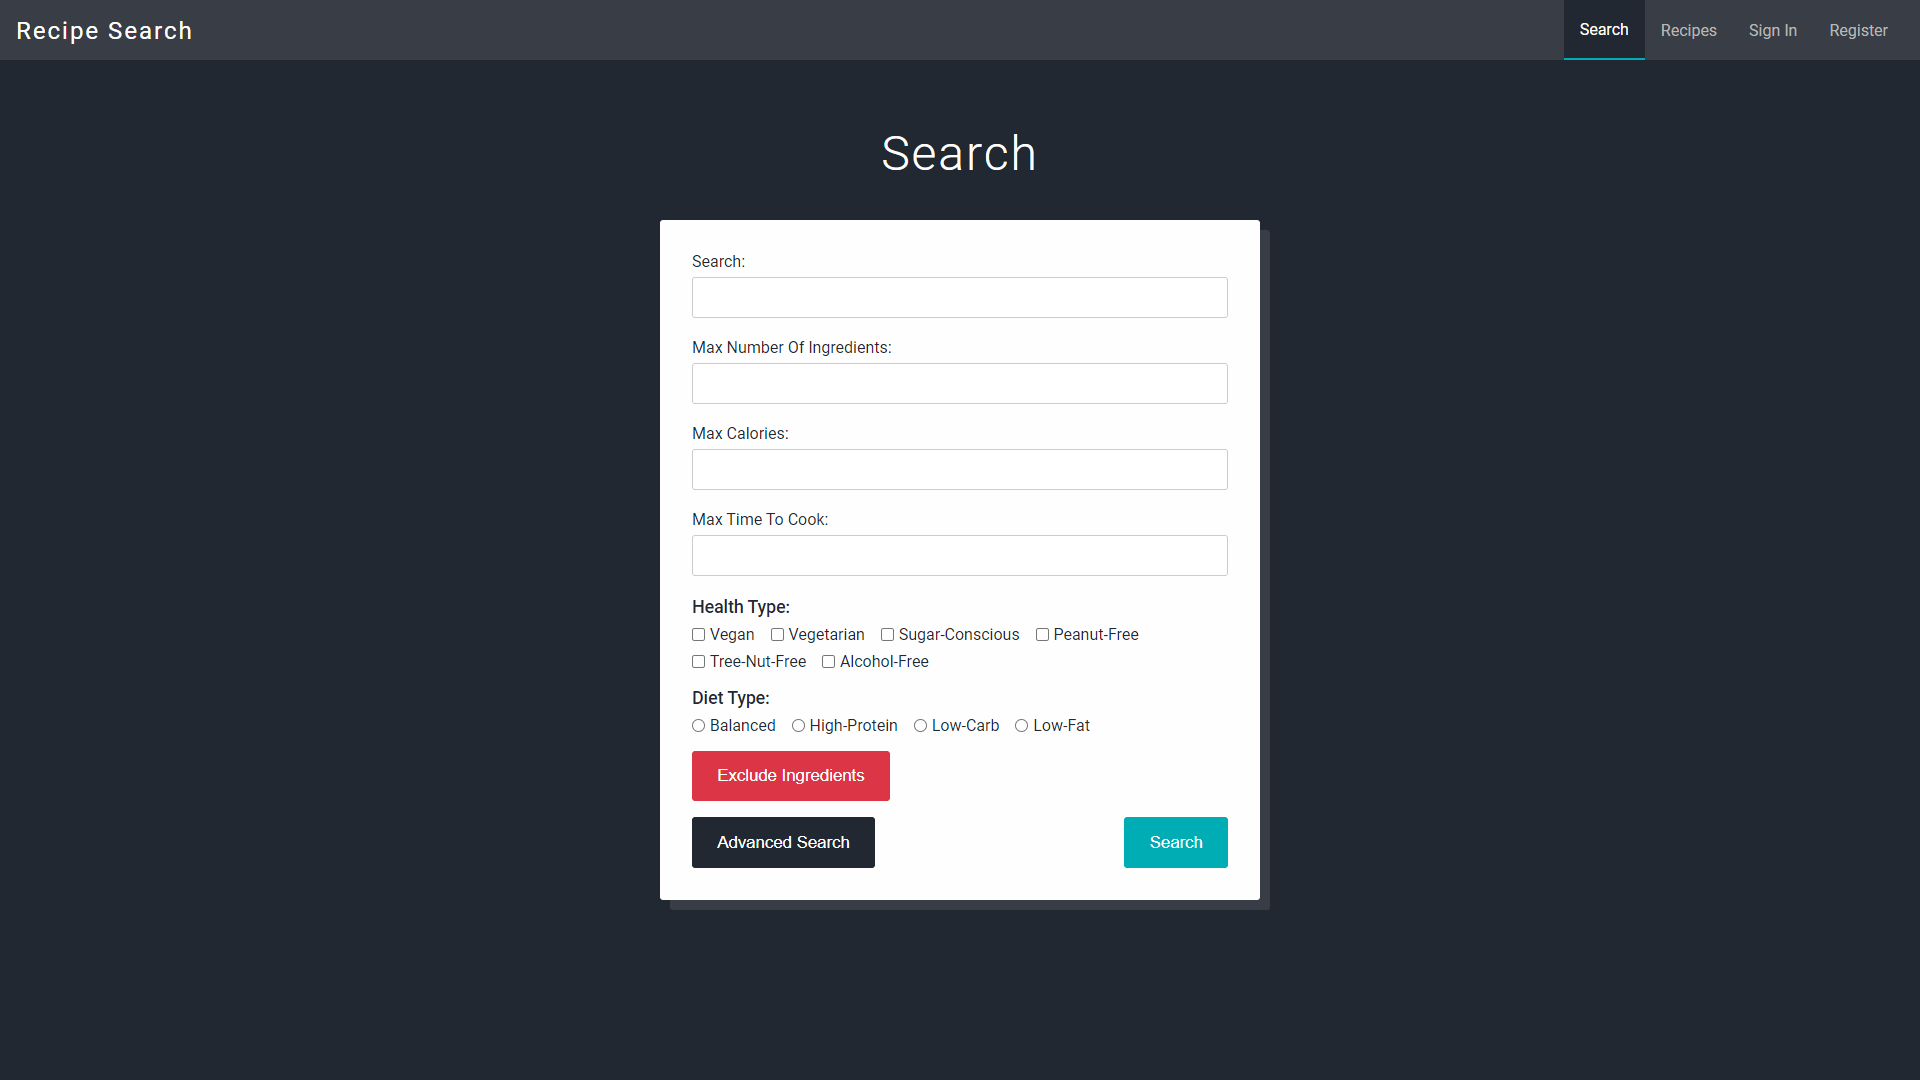 Recipe Search
Search Recipes Sign In Register
Search
Search:
Max Number Of Ingredients:
Max Calories:
Max Time To Cook:
Health Type:
Vegan Vegetarian Sugar-Conscious Peanut-Free
Tree-Nut-Free Alcohol-Free
Diet Type:
Balanced High-Protein Low-Carb Low-Fat
Exclude Ingredients
Advanced Search Search